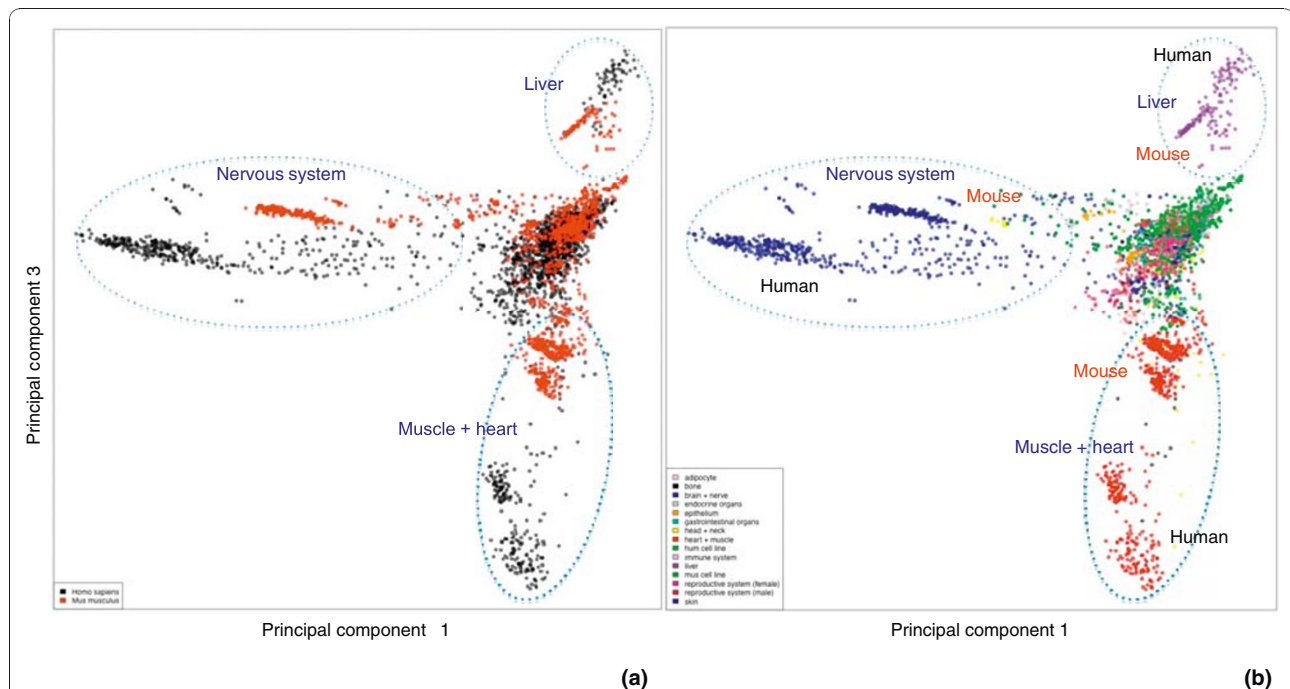 Liver
Nervous system
Muscle + heart
Homo sapiens
Mus musculus
Principal component 3
Principal component 1
(a)
Human
Liver
Mouse
Nervous system
Mouse
Human
Mouse
Muscle + heart
Human
adipocyte
bone
brain + nerve
endocrine organs
epithelium
gastrointestinal organs
head + neck
heart + muscle
hum cell line
immune system
liver
mus cell line
reproductive system (female)
reproductive system (male)
skin
Principal component 1
(b)